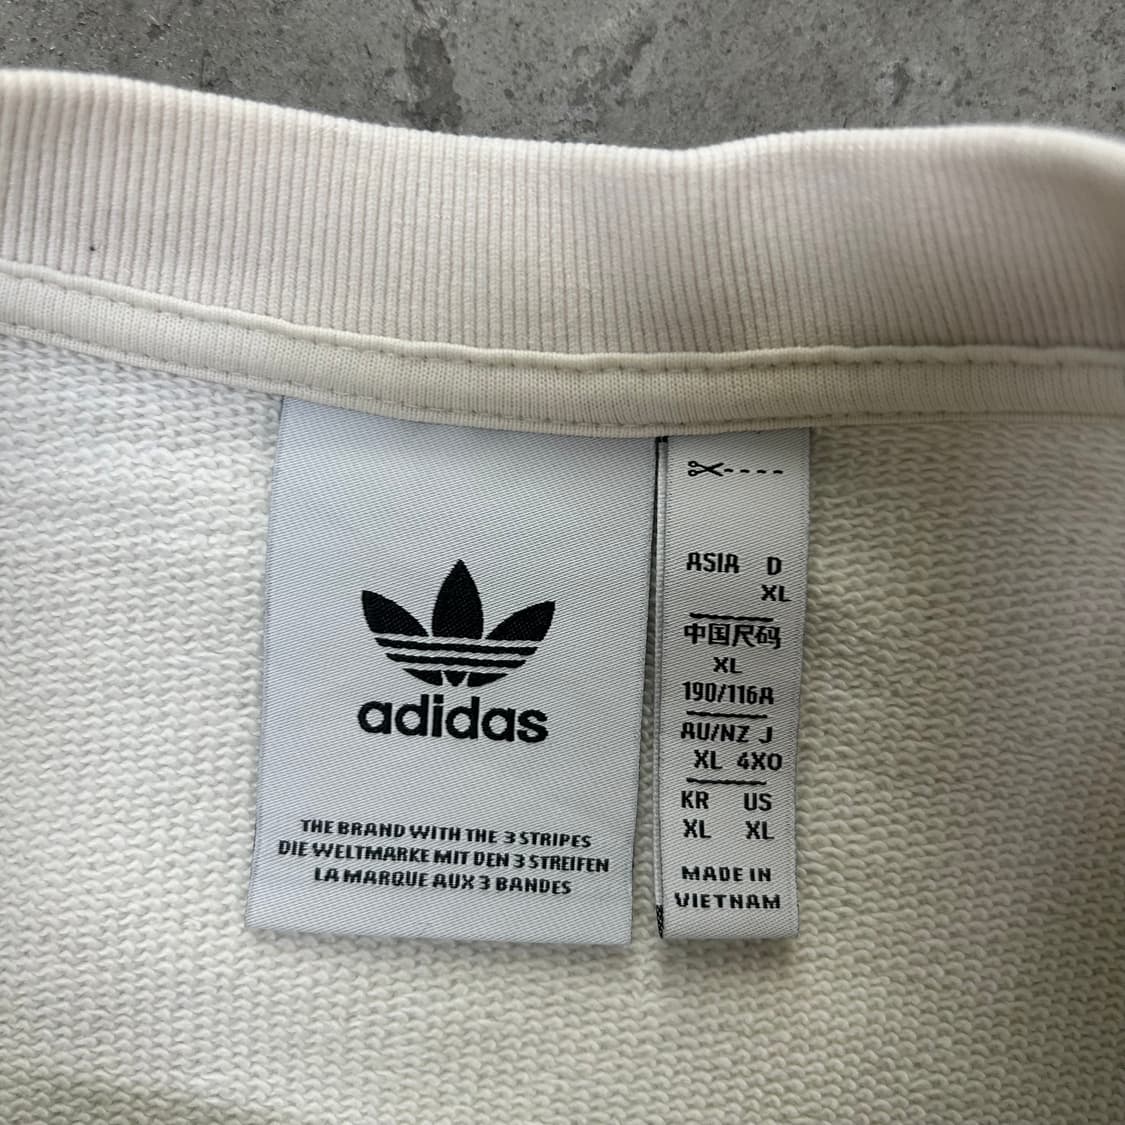 adidas
THE BRAND WITH THE 3 STRIPES
DIE WELTMARKE MIT DEN 3 STREIFEN
LA MARQUE AUX 3 BANDES
ASIA D
XL
中国尺码
XL
190/116A
AU/NZ J
XL 4XO
KR US
XL XL
MADE IN
VIETNAM